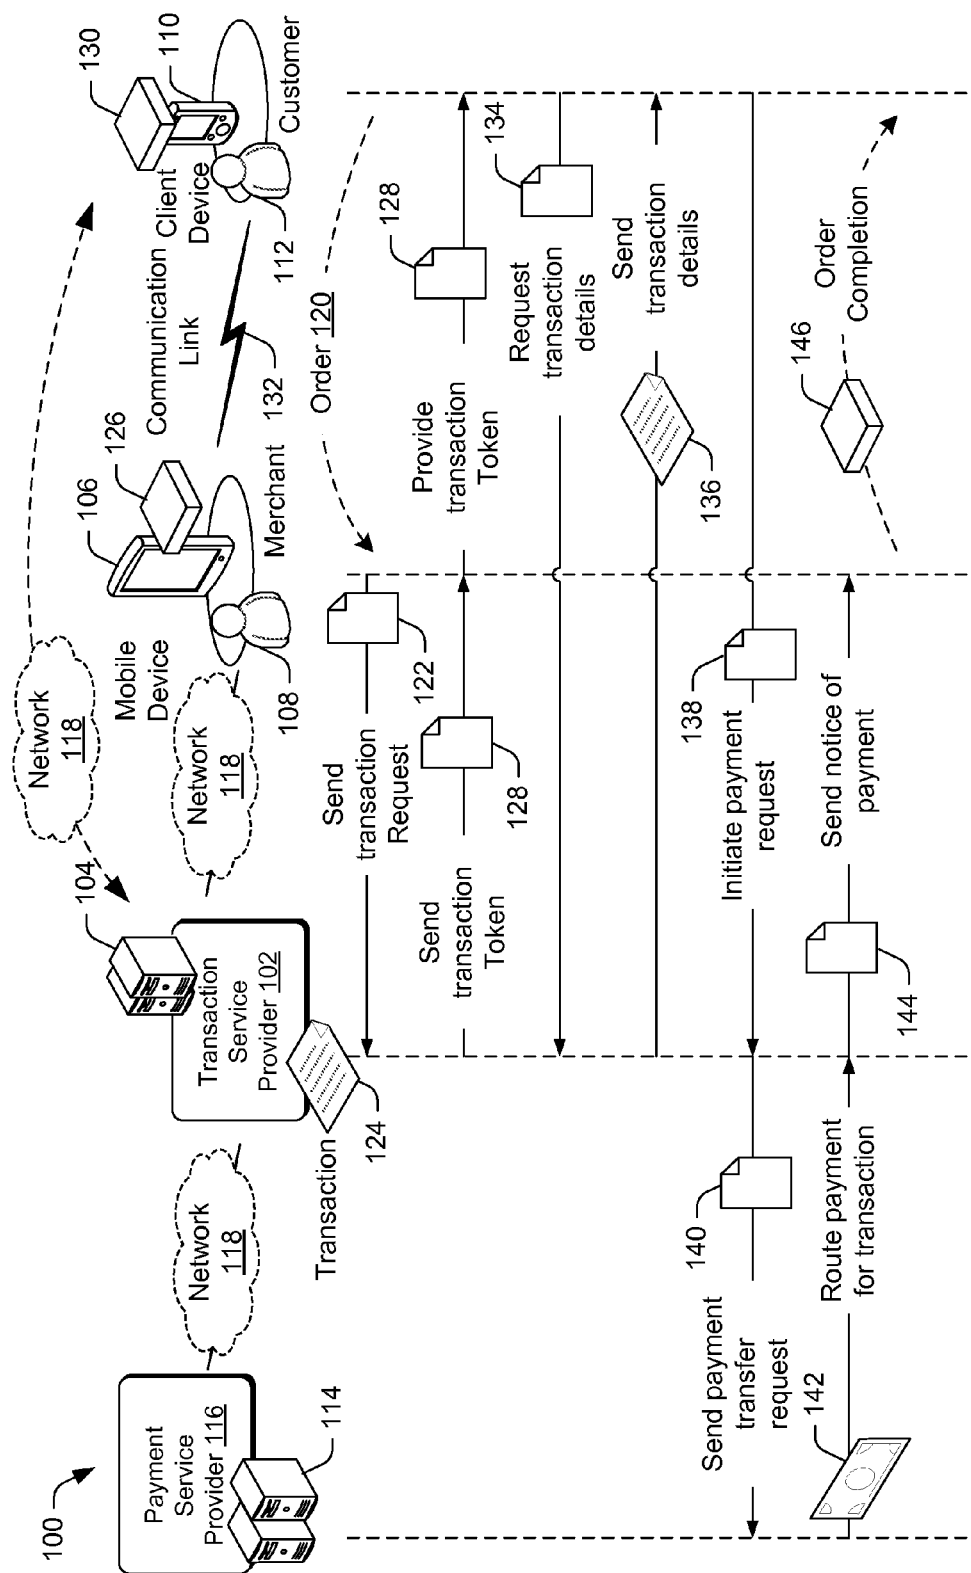 100
Payment
Service
Provider 116
114
Network
118
Transaction
Service
Provider 102
104
Transaction
124
Network
118
Network
118
Mobile
Device
106
126
108
Merchant
Communication
Link
132
Client
Device
130
110
112
Customer
Order 120
Send
transaction
Request
122
Send
transaction
Token
128
Provide
transaction
Token
128
Request
transaction
details
134
Send
transaction
details
136
Initiate payment
request
138
Send payment
transfer
request
140
142
Route payment
for transaction
144
Send notice of
payment
146
Order
Completion